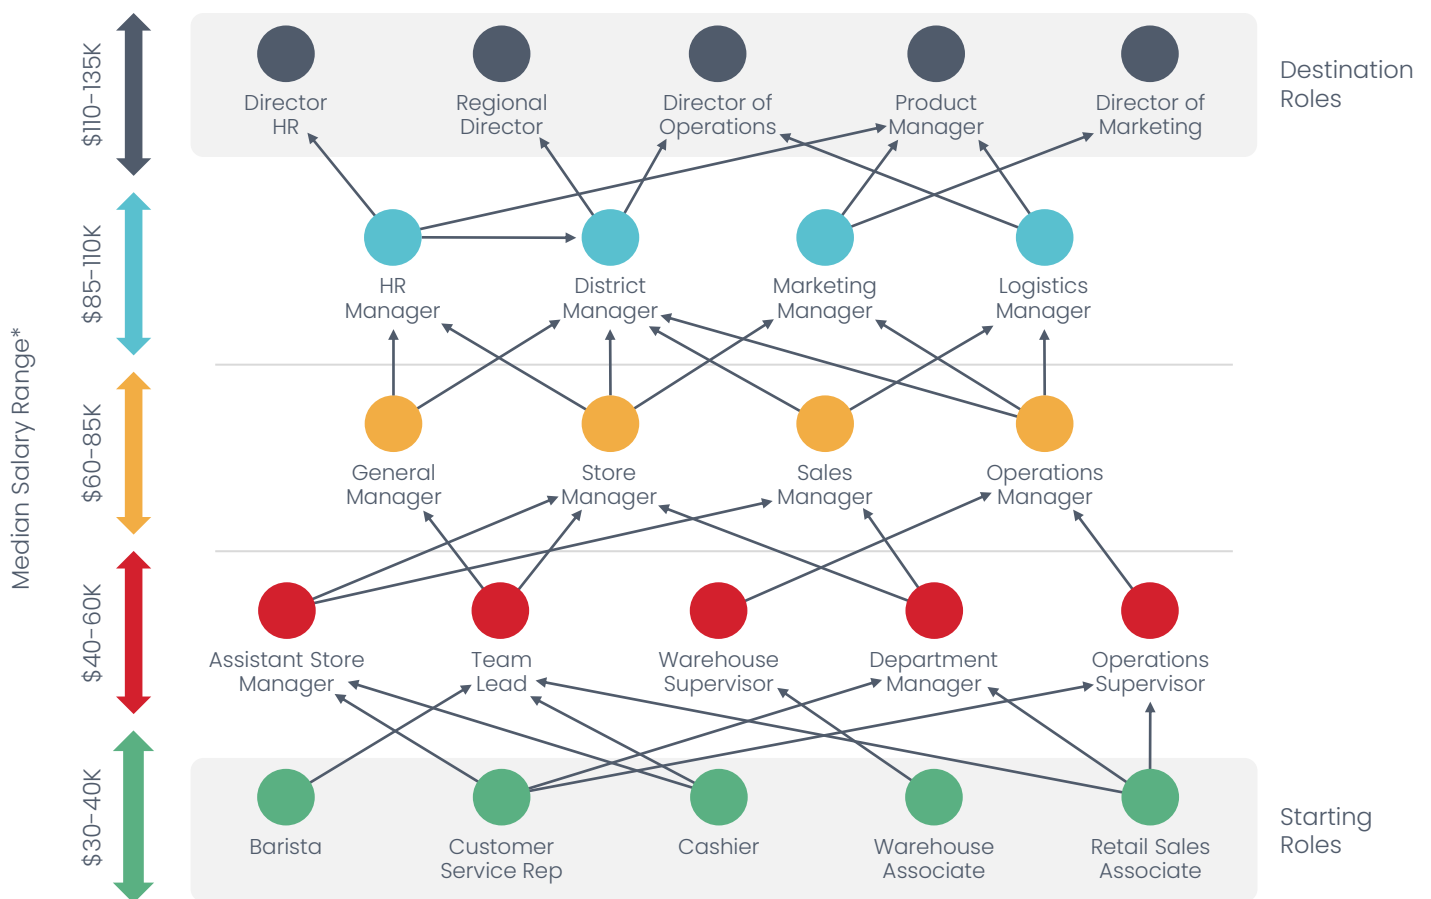 Median Salary Range*
$110-135K
Director
HR
Regional
Director
Director of
Operations
Product
Manager
Director of
Marketing
Destination
Roles
$85-110K
HR
Manager
District
Manager
Marketing
Manager
Logistics
Manager
$60-85K
General
Manager
Store
Manager
Sales
Manager
Operations
Manager
$40-60K
Assistant Store
Manager
Team
Lead
Warehouse
Supervisor
Department
Manager
Operations
Supervisor
$30-40K
Barista
Customer
Service Rep
Cashier
Warehouse
Associate
Retail Sales
Associate
Starting
Roles